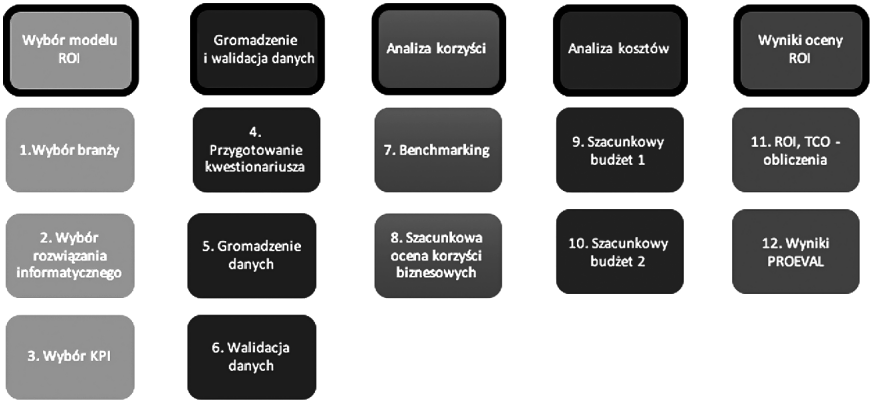 Wybór modelu
ROI
Gromadzenie
i walidacja danych
Analiza korzyści
Analiza kosztów
Wyniki oceny
ROI
1.Wybór branży
4.
Przygotowanie
kwestionariusza
7. Benchmarking
9. Szacunkowy
budżet 1
11. ROI, TCO -
obliczenia
2. Wybór
rozwiązania
informatycznego
5. Gromadzenie
danych
8. Szacunkowa
ocena korzyści
biznesowych
10. Szacunkowy
budżet 2
12. Wyniki
PROEVAL
3. Wybór KPI
6. Walidacja
danych